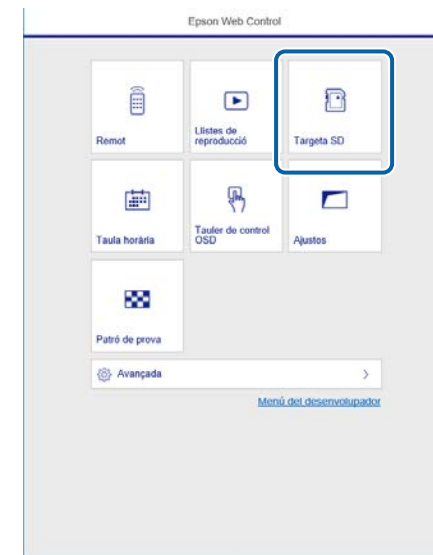 Epson Web Control
Remot
Llistes de
reproducció
Targeta SD
Taula horària
Tauler de control
OSD
Ajustos
Patró de prova
Avançada
Menú del desenvolupador